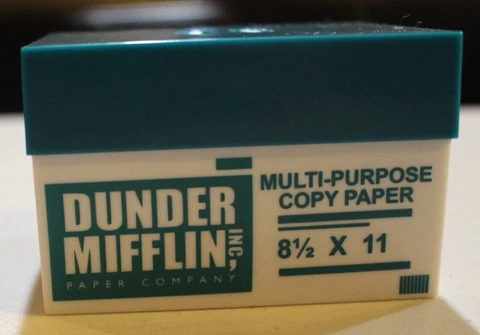 DUNDER
MIFFLIN, INC.
PAPER COMPANY
MULTI-PURPOSE
COPY PAPER
8½ X 11